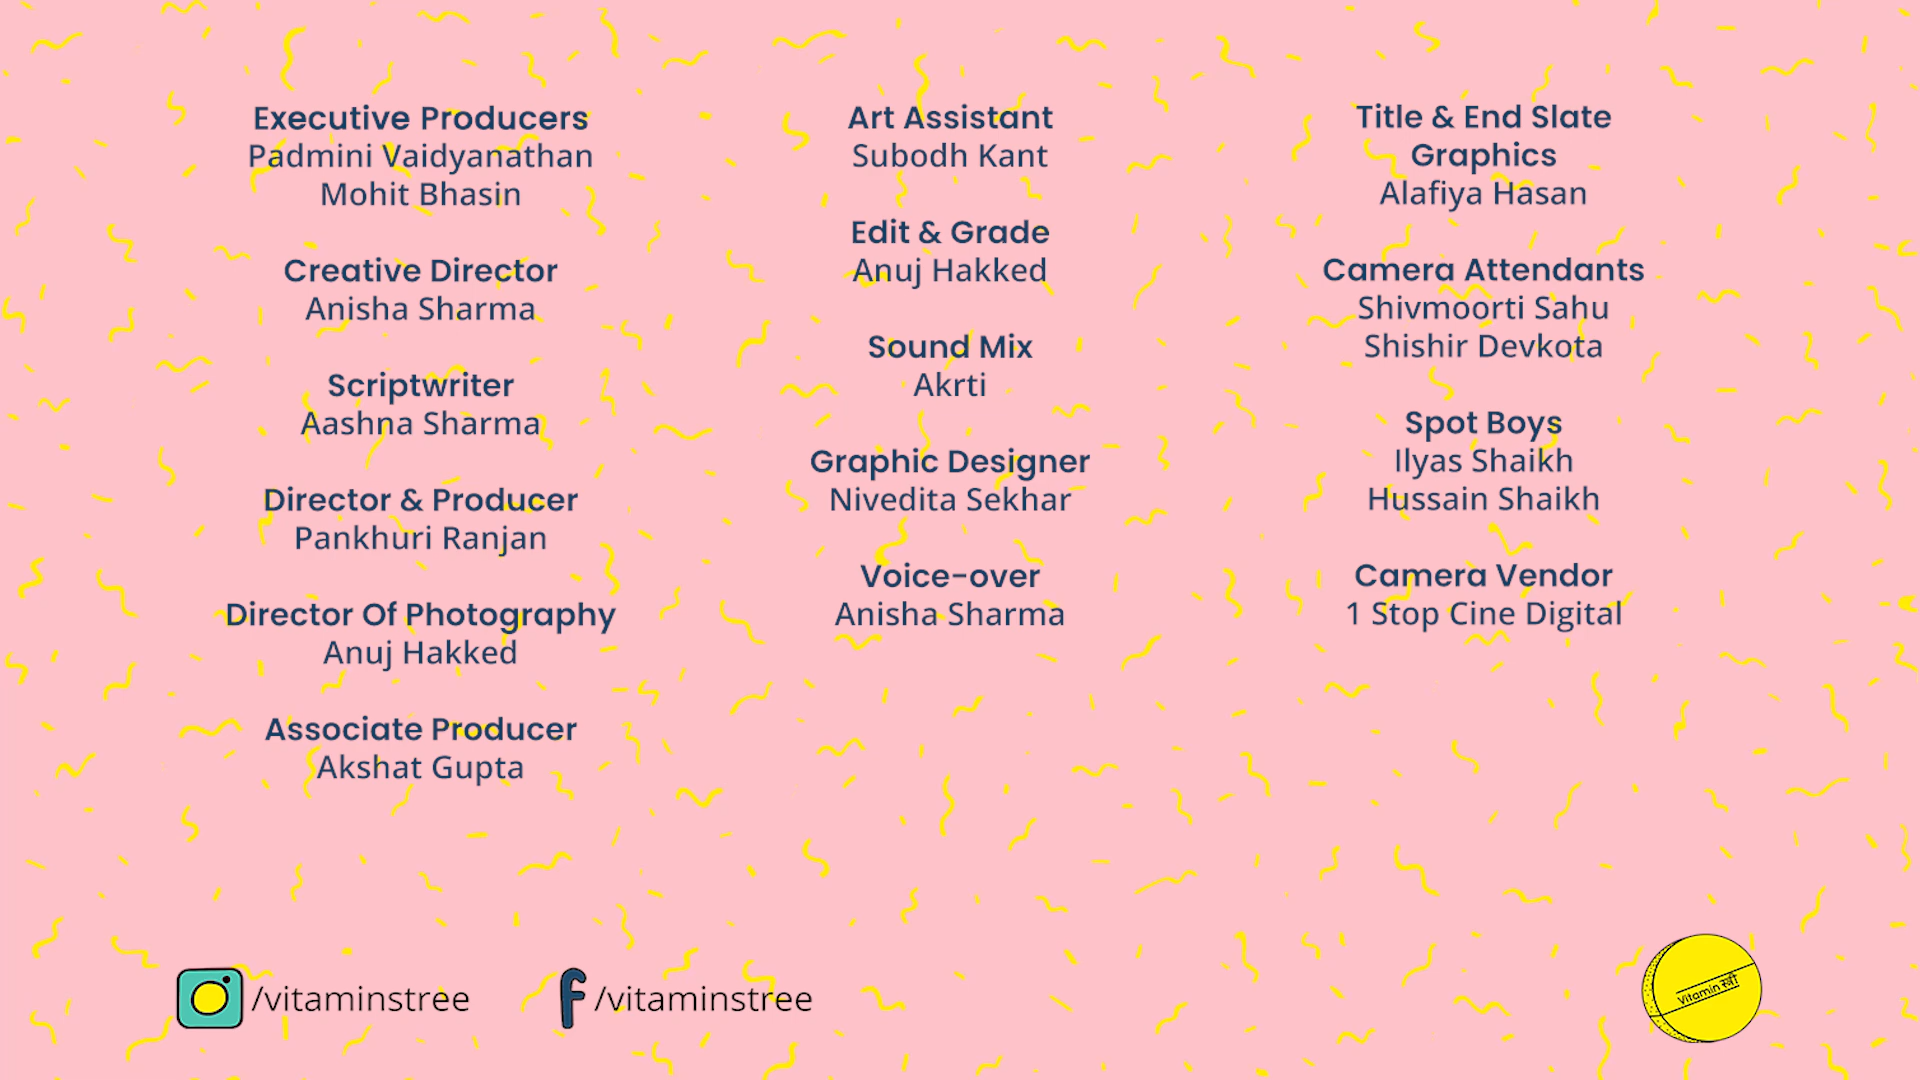 Executive Producers
Padmini Vaidyanathan
Mohit Bhasin
Creative Director
Anisha Sharma
Scriptwriter
Aashna Sharma
Director & Producer
Pankhuri Ranjan
Director Of Photography
Anuj Hakked
Associate Producer
Akshat Gupta
Art Assistant
Subodh Kant
Edit & Grade
Anuj Hakked
Sound Mix
Akrti
Graphic Designer
Nivedita Sekhar
Voice-over
Anisha Sharma
Title & End Slate
Graphics
Alafiya Hasan
Camera Attendants
Shivmoorti Sahu
Shishir Devkota
Spot Boys
Ilyas Shaikh
Hussain Shaikh
Camera Vendor
1 Stop Cine Digital
/vitaminstree
/vitaminstree
Vitamin स्त्री